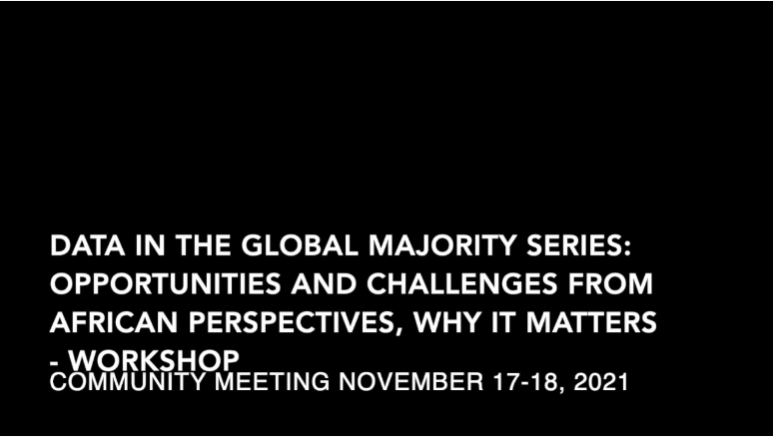 DATA IN THE GLOBAL MAJORITY SERIES:
OPPORTUNITIES AND CHALLENGES FROM
AFRICAN PERSPECTIVES, WHY IT MATTERS
- WORKSHOP
COMMUNITY MEETING NOVEMBER 17-18, 2021